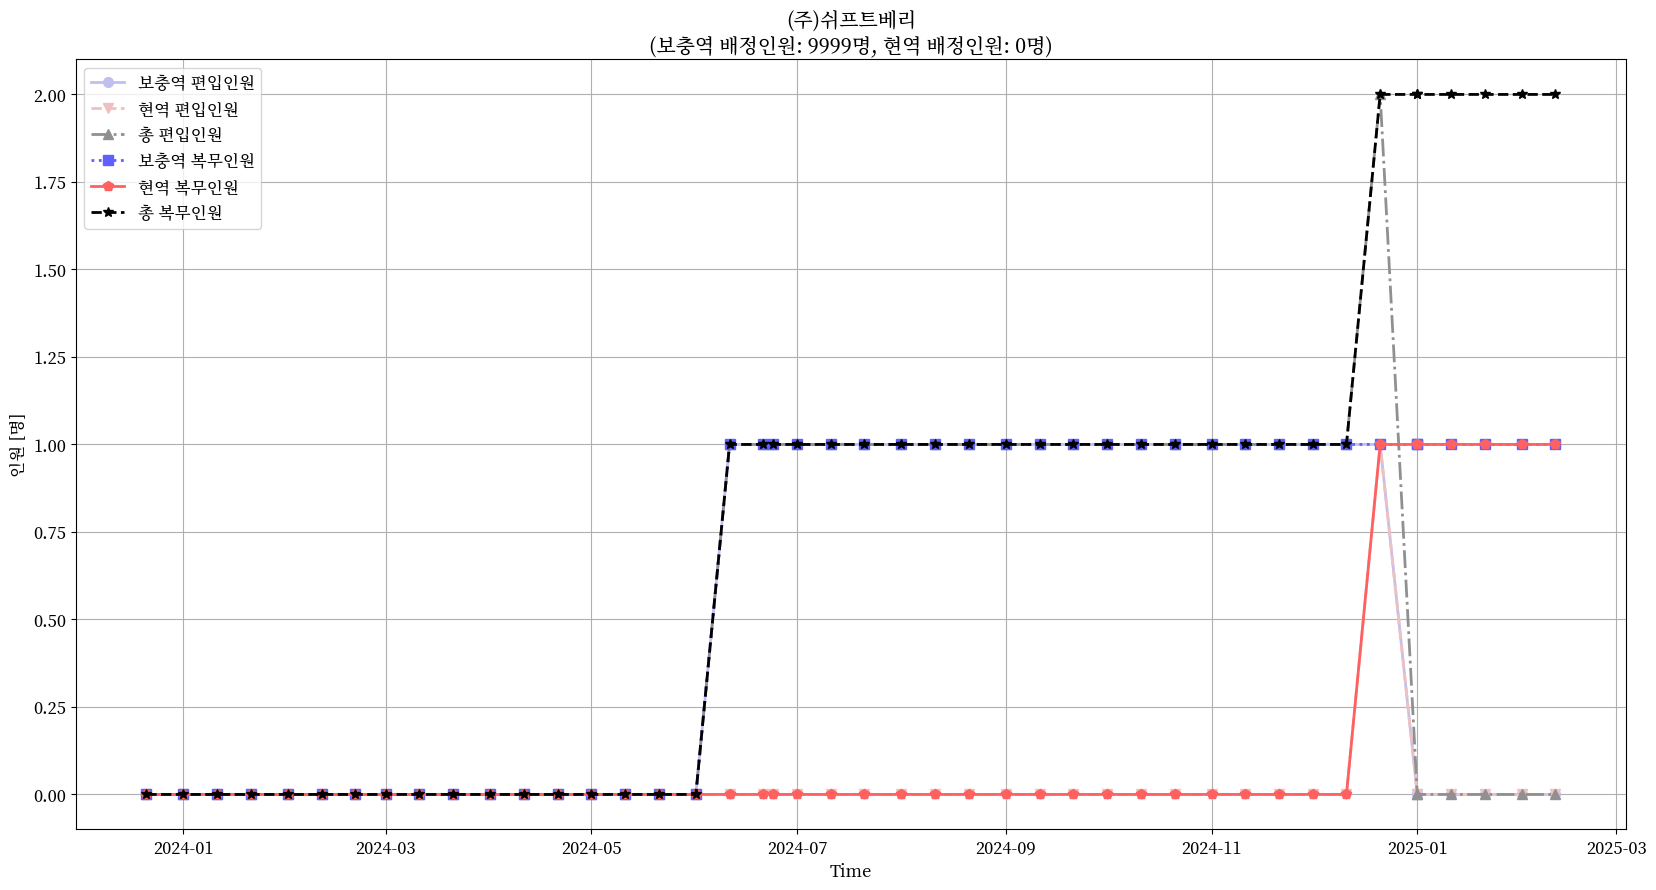 (주)쉬프트베리
(보충역 배정인원: 9999명, 현역 배정인원: 0명)
보충역 편입인원
현역 편입인원
총 편입인원
보충역 복무인원
현역 복무인원
총 복무인원
2.00
1.75
1.50
1.25
1.00
0.75
0.50
0.25
0.00
인원 [명]
2024-01 2024-03 2024-05 2024-07 2024-09 2024-11 2025-01 2025-03
Time